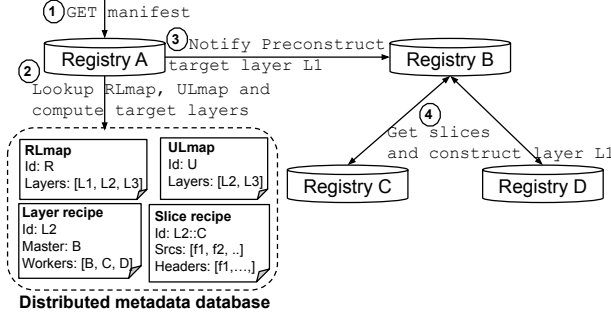 1 GET manifest
Registry A
3 Notify Preconstruct
target layer L1
Registry B
2
Lookup RLmap, ULmap and
compute target layers
4
Get slices
and construct layer L1
Registry C
Registry D
RLmap
Id: R
Layers: [L1, L2, L3]
ULmap
Id: U
Layers: [L2, L3]
Layer recipe
Id: L2
Master: B
Workers: [B, C, D]
Slice recipe
Id: L2::C
Srcs: [f1, f2, ..]
Headers: [f1,…,]
Distributed metadata database